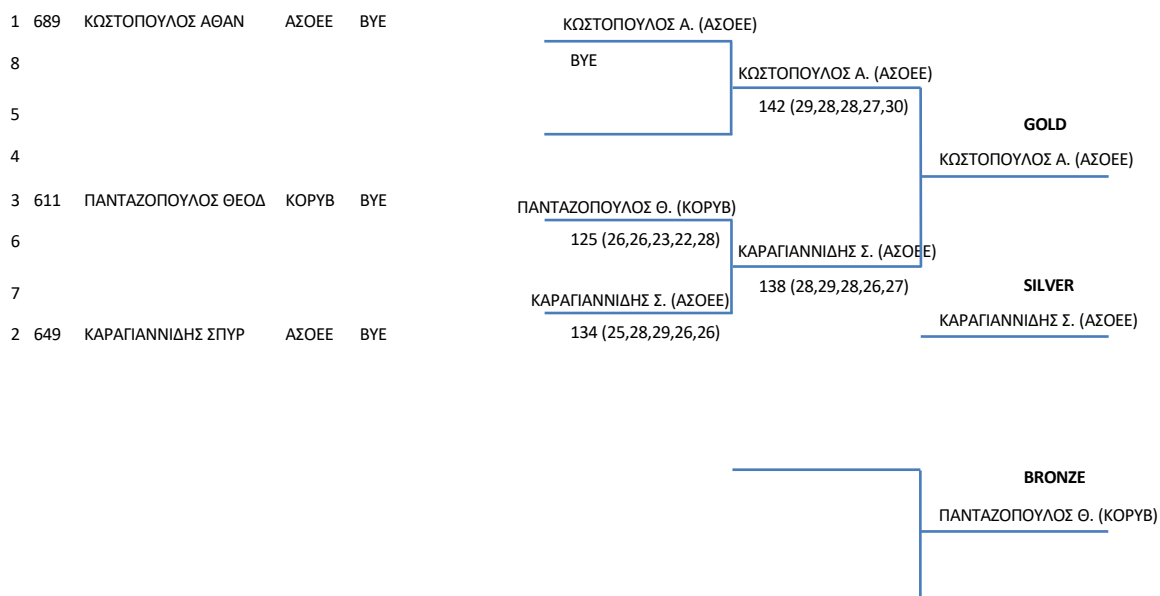 1 689 ΚΩΣΤΟΠΟΥΛΟΣ ΑΘΑΝ ΑΣΟΕΕ BYE ΚΩΣΤΟΠΟΥΛΟΣ Α. (ΑΣΟΕΕ)
8 BYE
ΚΩΣΤΟΠΟΥΛΟΣ Α. (ΑΣΟΕΕ)
5 142 (29,28,28,27,30)
GOLD
4 ΚΩΣΤΟΠΟΥΛΟΣ Α. (ΑΣΟΕΕ)
3 611 ΠΑΝΤΑΖΟΠΟΥΛΟΣ ΘΕΟΔ ΚΟΡΥΒ BYE ΠΑΝΤΑΖΟΠΟΥΛΟΣ Θ. (ΚΟΡΥΒ)
6 125 (26,26,23,22,28)
ΚΑΡΑΓΙΑΝΝΙΔΗΣ Σ. (ΑΣΟΕΕ)
7 138 (28,29,28,26,27) SILVER
ΚΑΡΑΓΙΑΝΝΙΔΗΣ Σ. (ΑΣΟΕΕ)
ΚΑΡΑΓΙΑΝΝΙΔΗΣ Σ. (ΑΣΟΕΕ)
2 649 ΚΑΡΑΓΙΑΝΝΙΔΗΣ ΣΠΥΡ ΑΣΟΕΕ BYE 134 (25,28,29,26,26)
BRONZE
ΠΑΝΤΑΖΟΠΟΥΛΟΣ Θ. (ΚΟΡΥΒ)